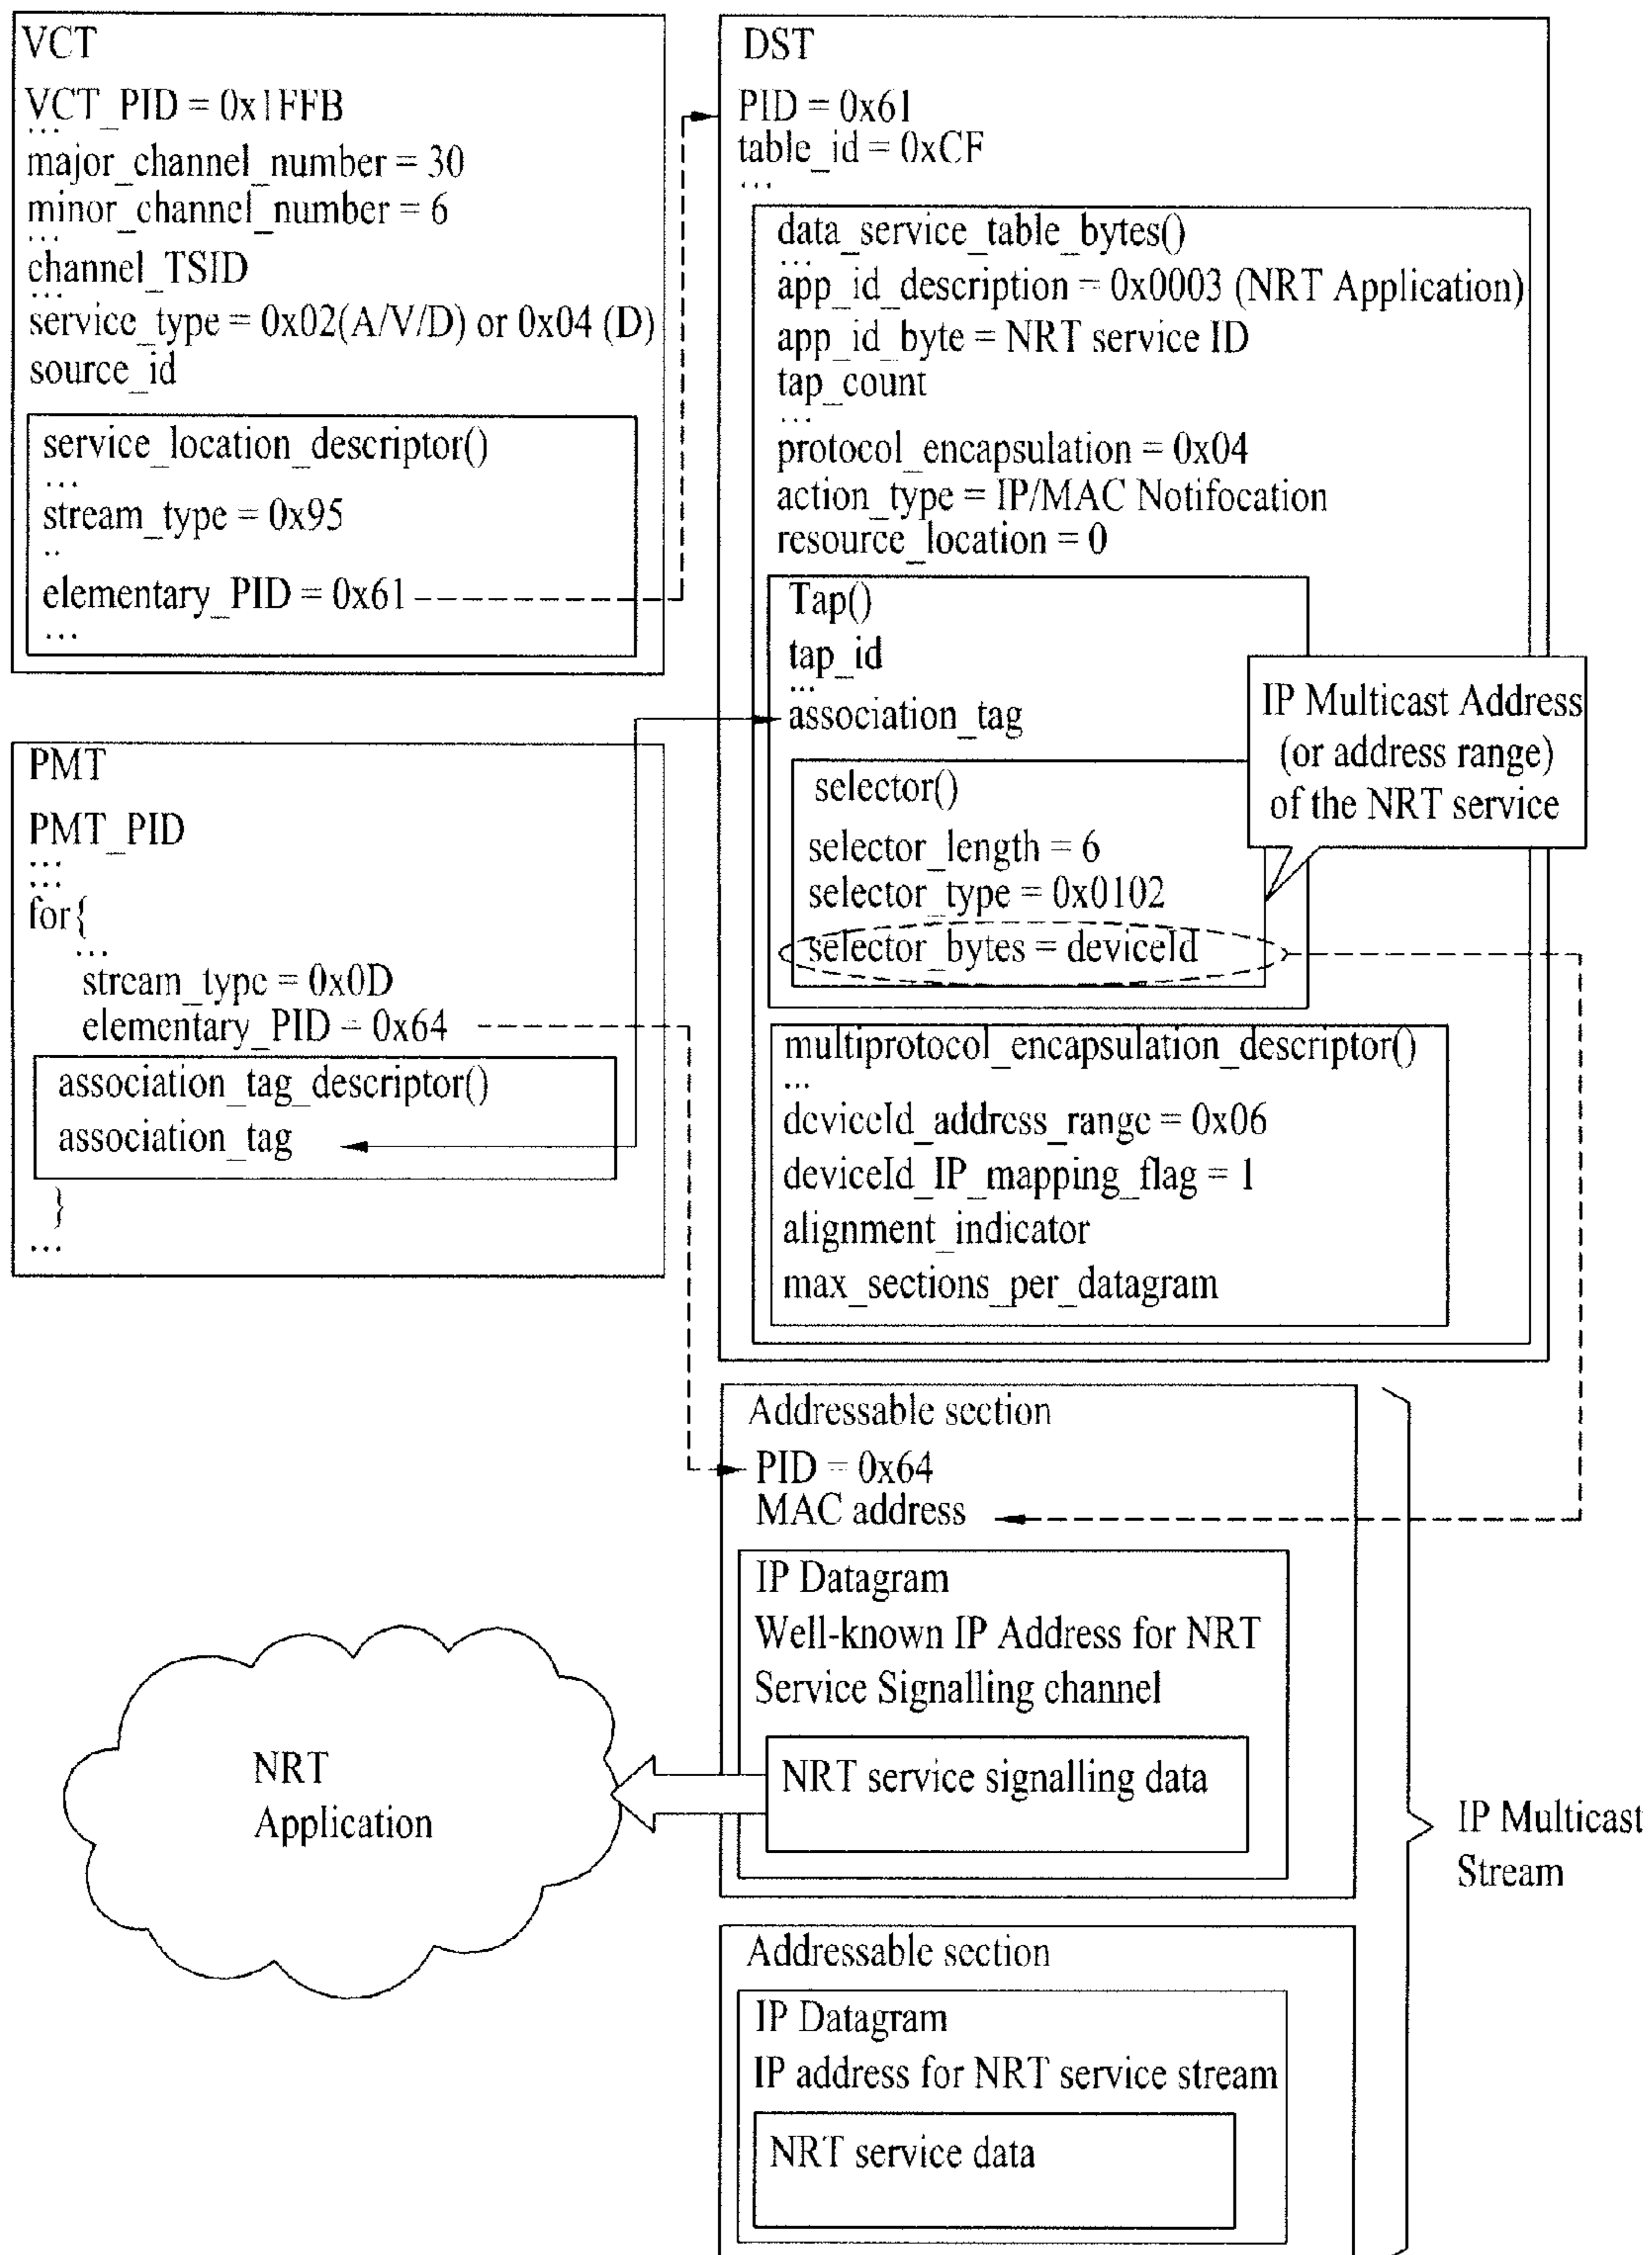 VCT
VCT_PID = 0x1FFB
...
major_channel_number = 30
minor_channel_number = 6
...
channel_TSID
...
service_type = 0x02(A/V/D) or 0x04 (D)
source_id
service_location_descriptor()
...
stream_type = 0x95
..
elementary_PID = 0x61
...
PMT
PMT_PID
...
...
for{
...
stream_type = 0x0D
elementary_PID = 0x64
association_tag_descriptor()
association_tag
}
...
DST
PID = 0x61
table_id = 0xCF
...
data_service_table_bytes()
...
app_id_description = 0x0003 (NRT Application)
app_id_byte = NRT service ID
tap_count
...
protocol_encapsulation = 0x04
action_type = IP/MAC Notifocation
resource_location = 0
Tap()
tap_id
...
association_tag
selector()
selector_length = 6
selector_type = 0x0102
selector_bytes = deviceId
IP Multicast Address
(or address range)
of the NRT service
multiprotocol_encapsulation_descriptor()
...
deviceId_address_range = 0x06
deviceId_IP_mapping_flag = 1
alignment_indicator
max_sections_per_datagram
Addressable section
PID = 0x64
MAC address
IP Datagram
Well-known IP Address for NRT
Service Signalling channel
NRT service signalling data
NRT
Application
IP Multicast
Stream
Addressable section
IP Datagram
IP address for NRT service stream
NRT service data